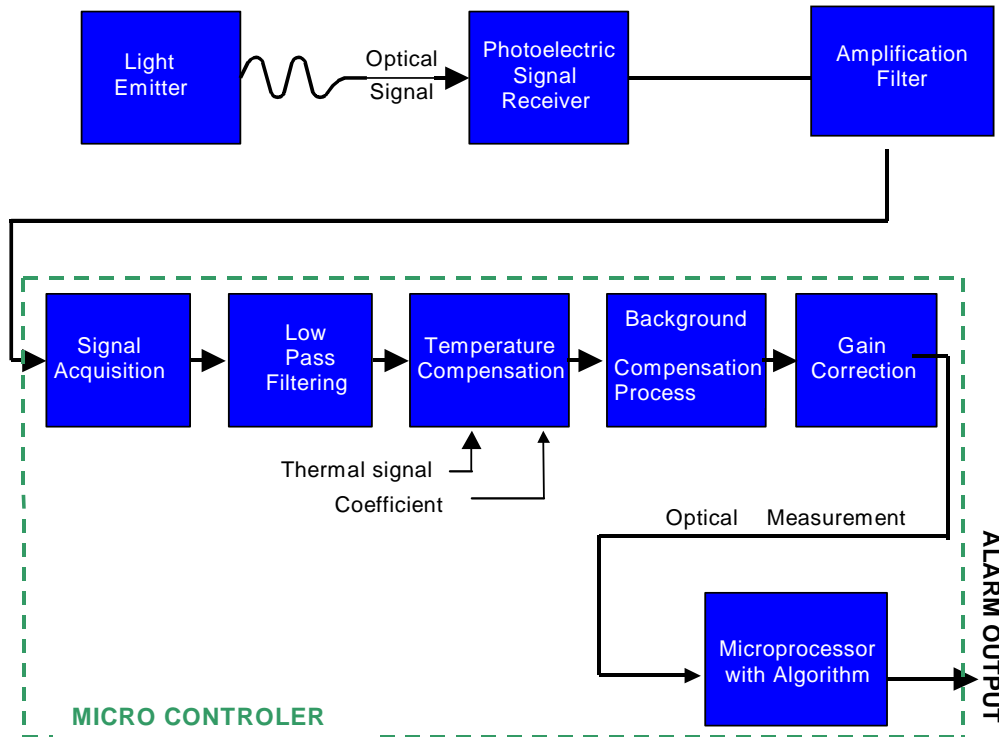 Light
Emitter
Optical
Signal
Photoelectric
Signal
Receiver
Amplification
Filter
Signal
Acquisition
Low
Pass
Filtering
Temperature
Compensation
Background
Compensation
Process
Gain
Correction
Thermal signal
Coefficient
Optical Measurement
Microprocessor
with Algorithm
ALARM OUTPUT
MICRO CONTROLER